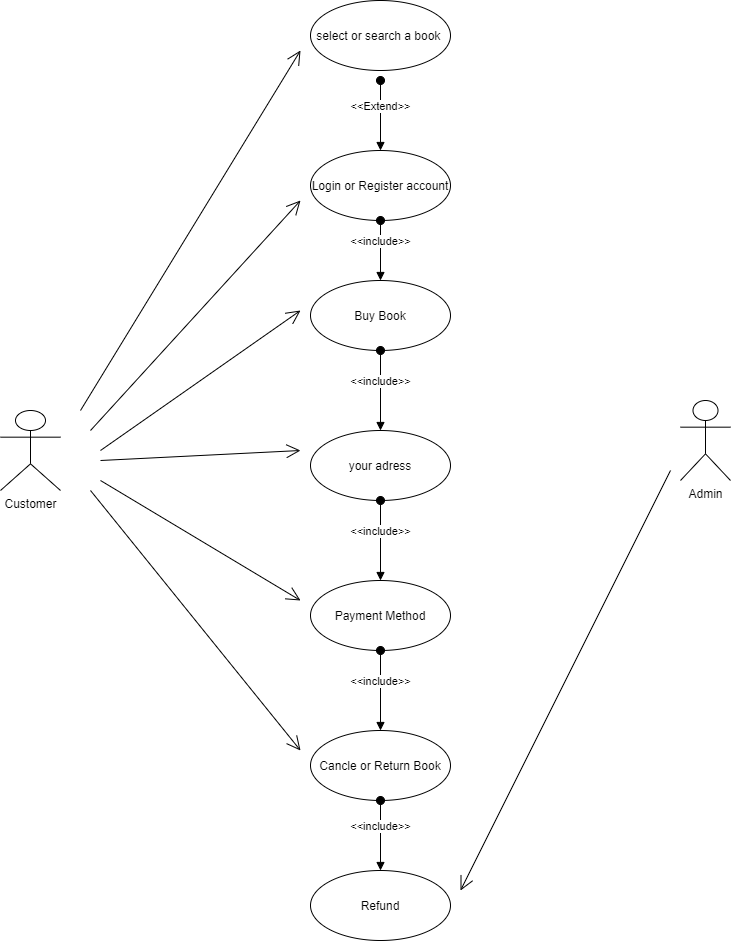 select or search a book
<<Extend>>
Login or Register account
<<include>>
Buy Book
<<include>>
your adress
Customer
Admin
<<include>>
Payment Method
<<include>>
Cancle or Return Book
<<include>>
Refund